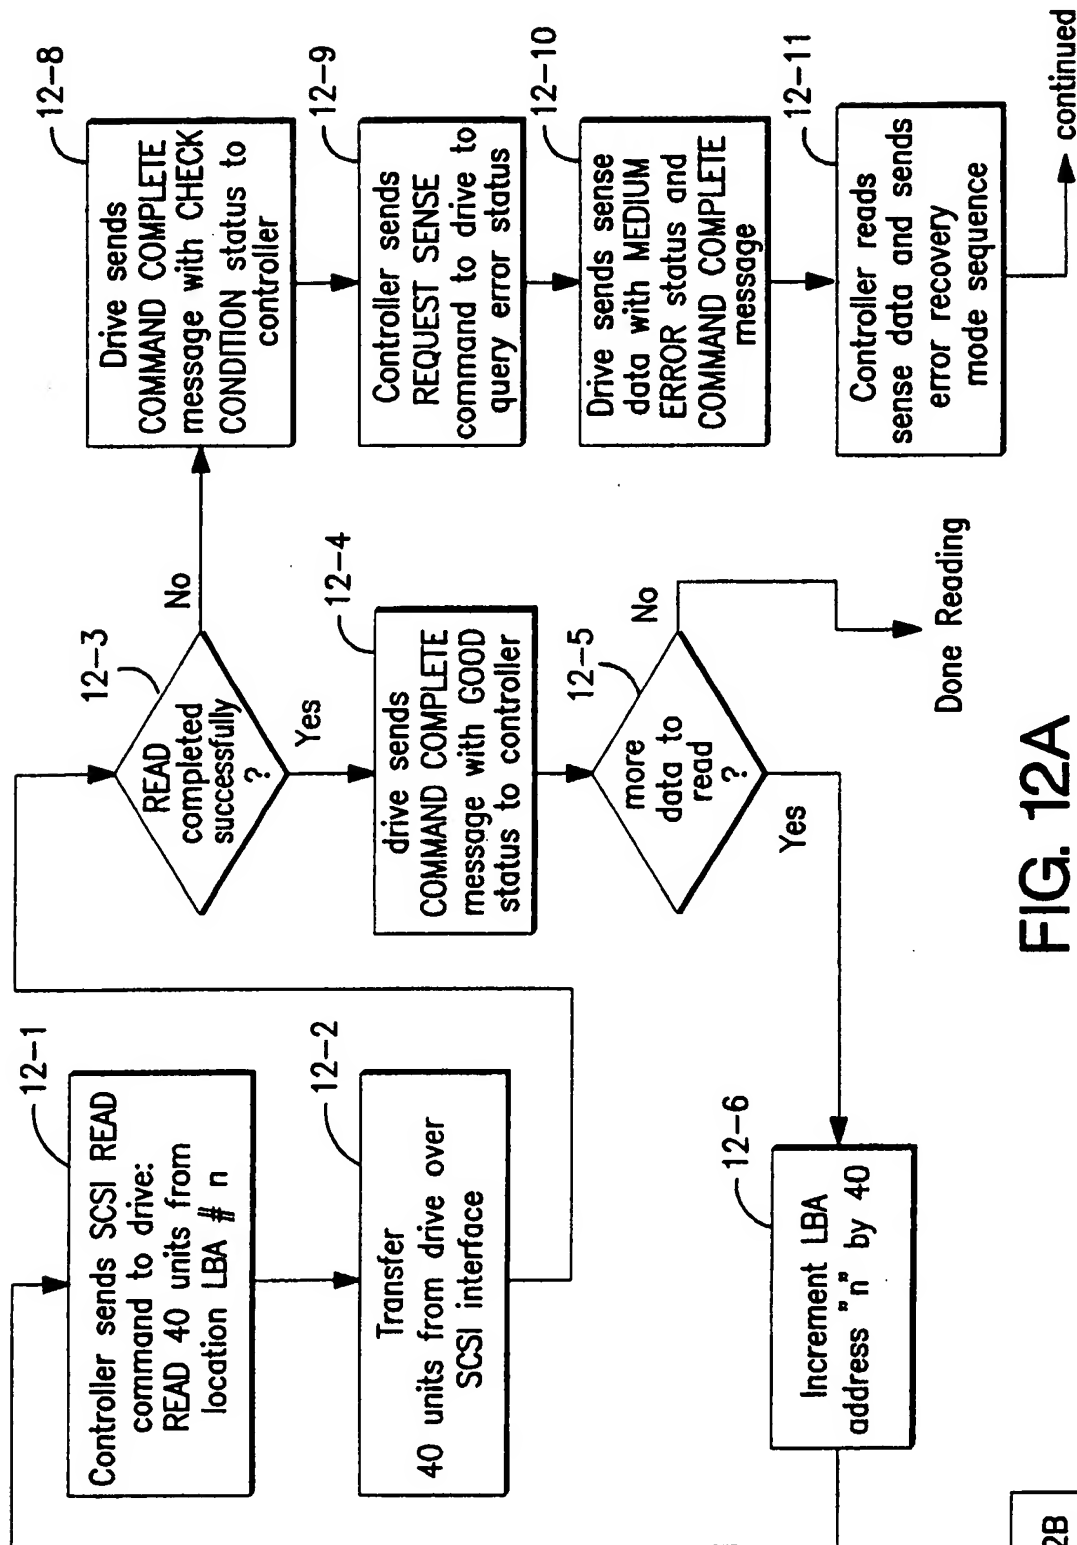 12-1
Controller sends SCSI READ
command to drive:
READ 40 units from
location LBA # n
12-2
Transfer
40 units from drive over
SCSI interface
12-3
READ
completed
successfully
?
No
Yes
12-4
drive sends
COMMAND COMPLETE
message with GOOD
status to controller
12-5
more
data to
read
?
No
Yes
Done Reading
12-6
Increment LBA
address "n" by 40
12-8
Drive sends
COMMAND COMPLETE
message with CHECK
CONDITION status to
controller
12-9
Controller sends
REQUEST SENSE
command to drive to
query error status
12-10
Drive sends sense
data with MEDIUM
ERROR status and
COMMAND COMPLETE
message
12-11
Controller reads
sense data and sends
error recovery
mode sequence
continued
FIG. 12A
2B